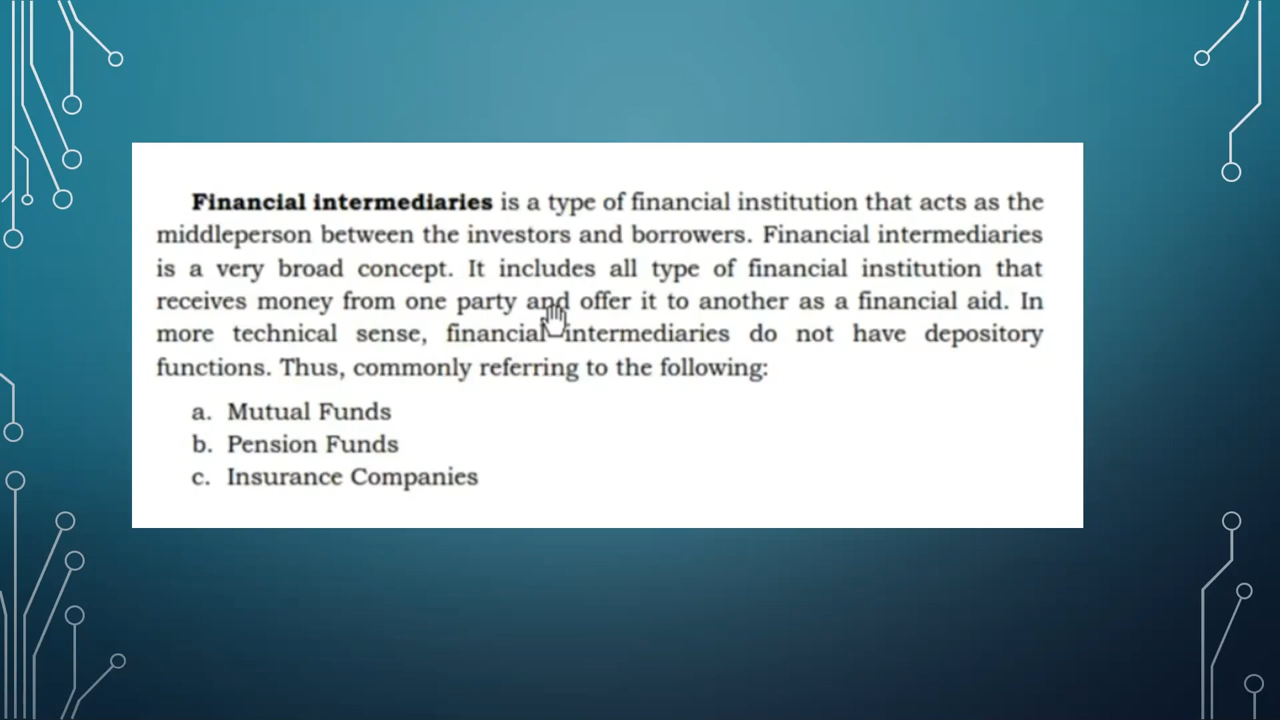 Financial intermediaries is a type of financial institution that acts as the
middleperson between the investors and borrowers. Financial intermediaries
is a very broad concept. It includes all type of financial institution that
receives money from one party and offer it to another as a financial aid. In
more technical sense, financial intermediaries do not have depository
functions. Thus, commonly referring to the following:
a. Mutual Funds
b. Pension Funds
c. Insurance Companies